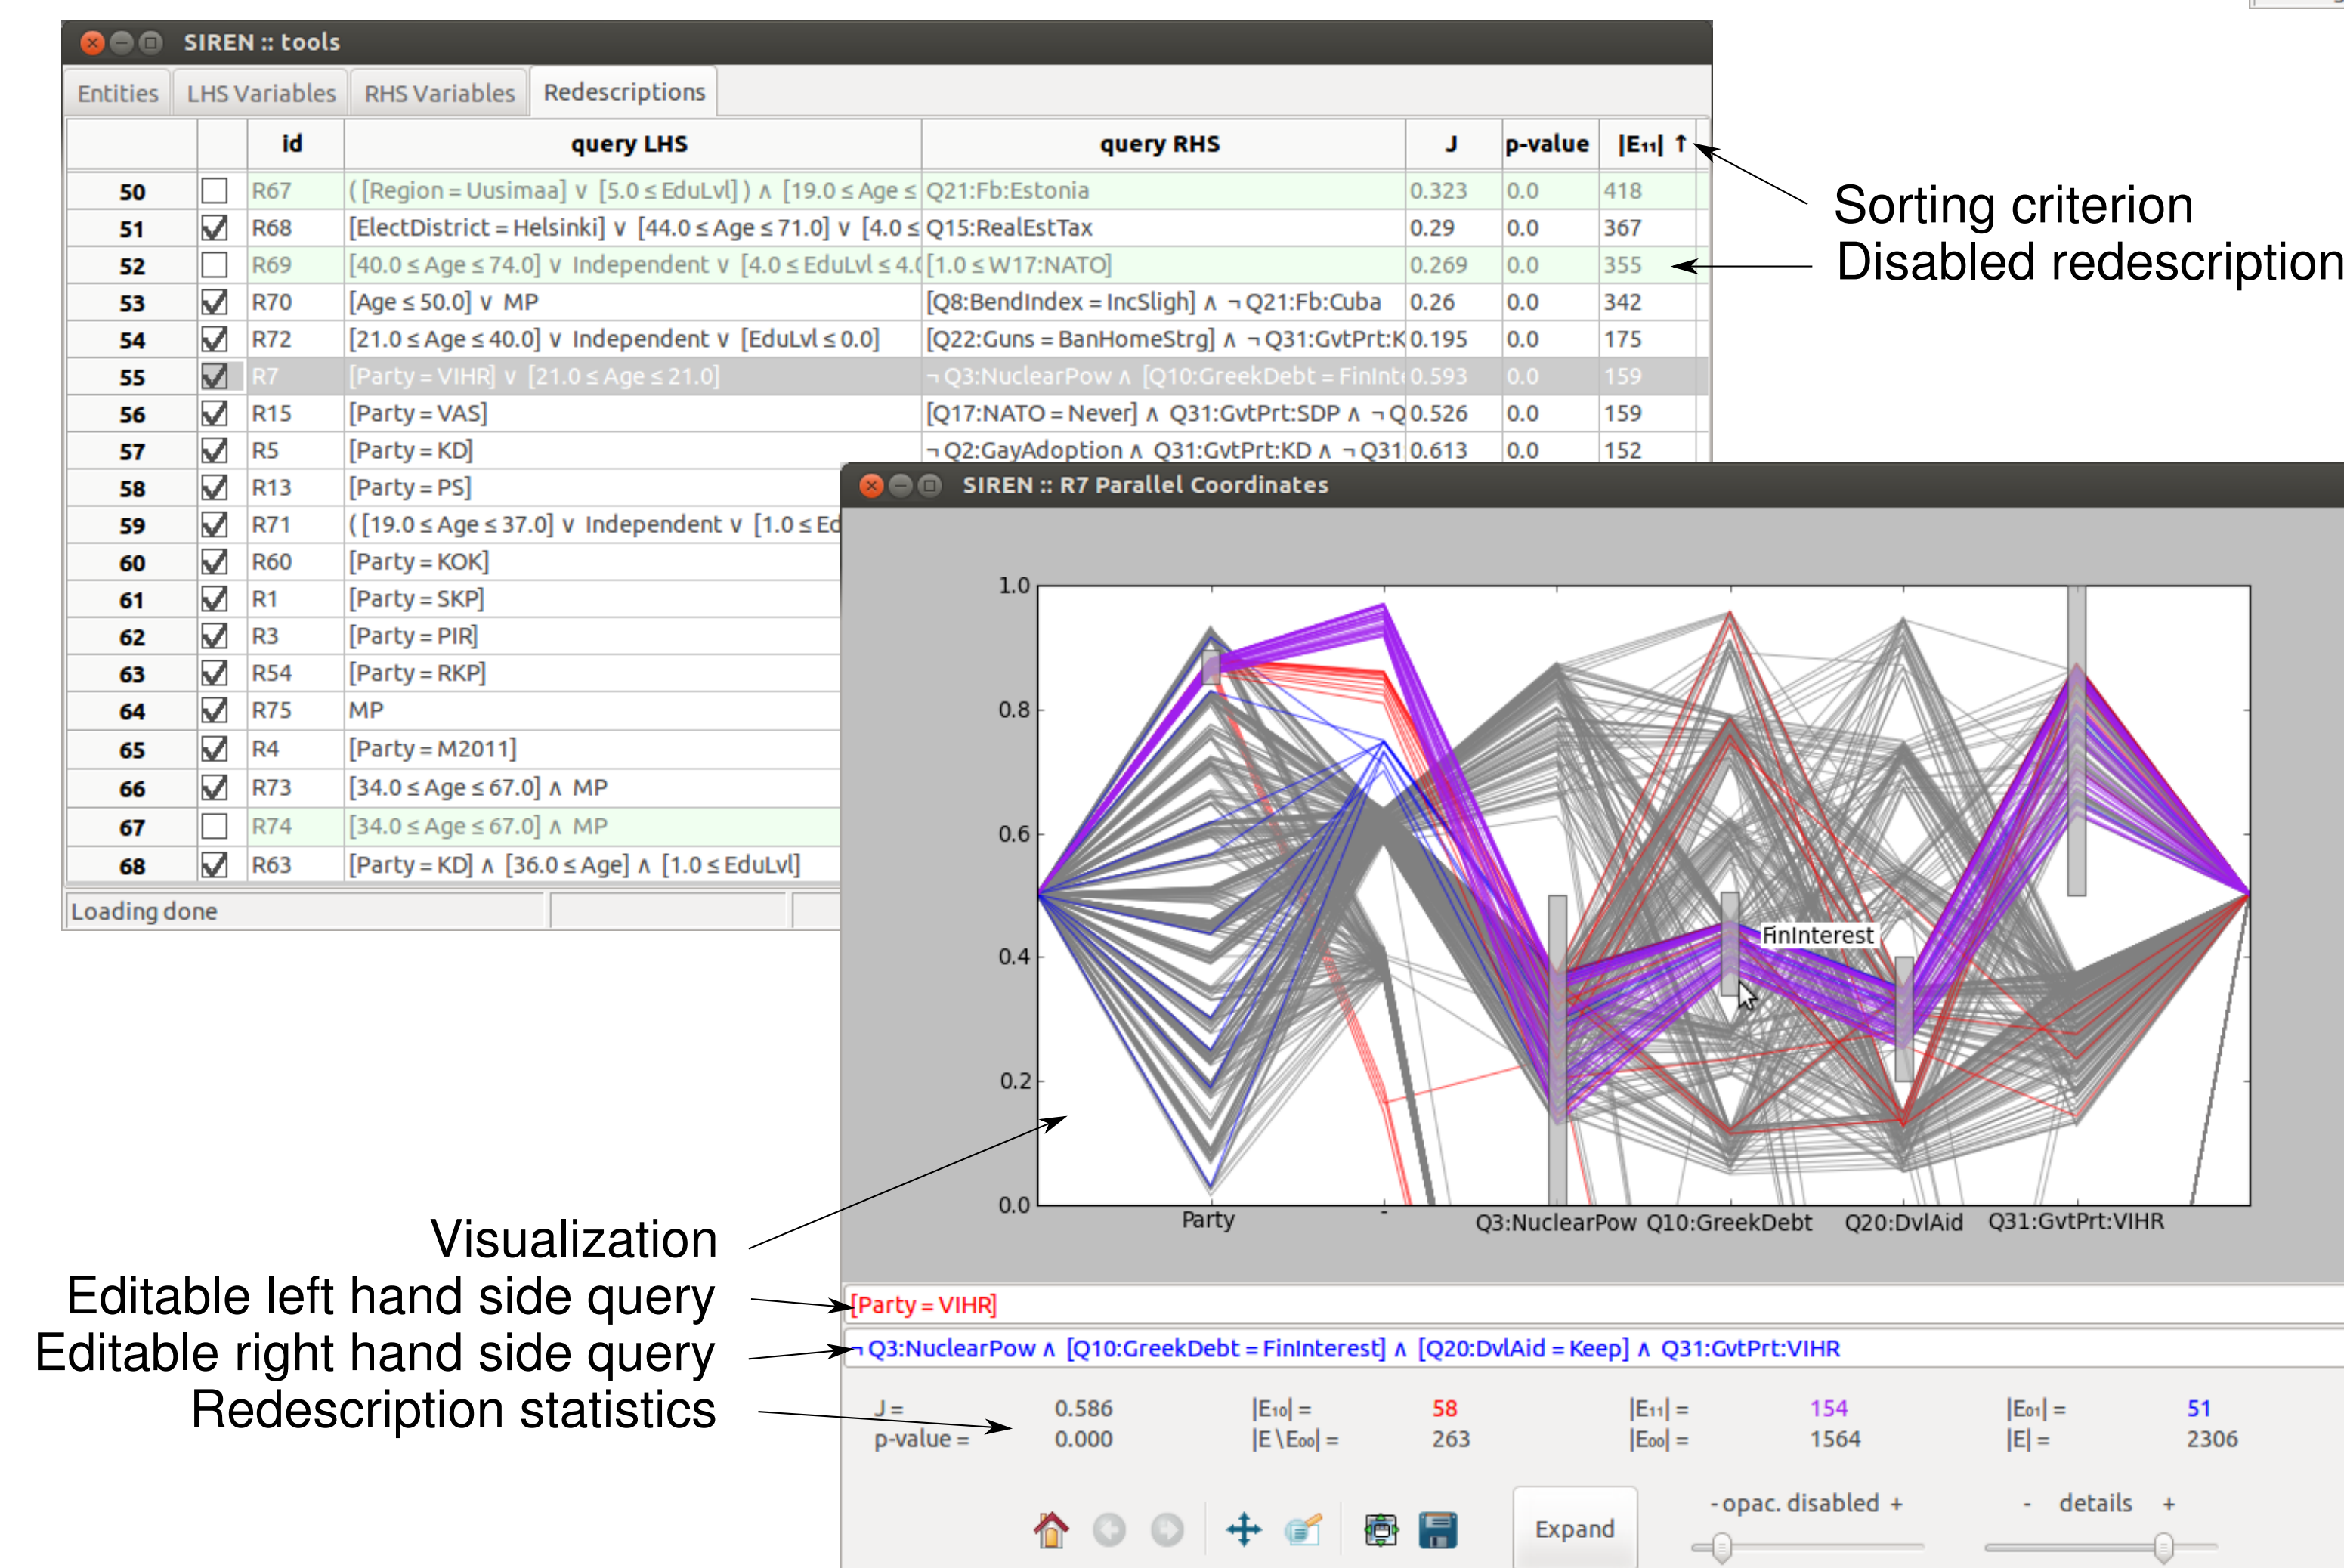 SIREN :: tools
Entities LHS Variables RHS Variables Redescriptions
id query LHS query RHS J p-value |E₁₁| ↑
50 R67 ( [Region = Uusimaa] ∨ [5.0 ≤ EduLvl] ) ∧ [19.0 ≤ Age ≤ Q21:Fb:Estonia 0.323 0.0 418
51 R68 [ElectDistrict = Helsinki] ∨ [44.0 ≤ Age ≤ 71.0] ∨ [4.0 ≤ Q15:RealEstTax 0.29 0.0 367
52 R69 [40.0 ≤ Age ≤ 74.0] ∨ Independent ∨ [4.0 ≤ EduLvl ≤ 4.0 [1.0 ≤ W17:NATO] 0.269 0.0 355
53 R70 [Age ≤ 50.0] ∨ MP [Q8:BendIndex = IncSligh] ∧ ¬ Q21:Fb:Cuba 0.26 0.0 342
54 R72 [21.0 ≤ Age ≤ 40.0] ∨ Independent ∨ [EduLvl ≤ 0.0] [Q22:Guns = BanHomeStrg] ∧ ¬ Q31:GvtPrt:K 0.195 0.0 175
55 R7 [Party = VIHR] ∨ [21.0 ≤ Age ≤ 21.0] ¬ Q3:NuclearPow ∧ [Q10:GreekDebt = FinInte 0.593 0.0 159
56 R15 [Party = VAS] [Q17:NATO = Never] ∧ Q31:GvtPrt:SDP ∧ ¬ Q 0.526 0.0 159
57 R5 [Party = KD] ¬ Q2:GayAdoption ∧ Q31:GvtPrt:KD ∧ ¬ Q31 0.613 0.0 152
58 R13 [Party = PS]
59 R71 ( [19.0 ≤ Age ≤ 37.0] ∨ Independent ∨ [1.0 ≤ Ed
60 R60 [Party = KOK]
61 R1 [Party = SKP]
62 R3 [Party = PIR]
63 R54 [Party = RKP]
64 R75 MP
65 R4 [Party = M2011]
66 R73 [34.0 ≤ Age ≤ 67.0] ∧ MP
67 R74 [34.0 ≤ Age ≤ 67.0] ∧ MP
68 R63 [Party = KD] ∧ [36.0 ≤ Age] ∧ [1.0 ≤ EduLvl]
Loading done
Sorting criterion
Disabled redescription
SIREN :: R7 Parallel Coordinates
1.0
0.8
0.6
0.4
0.2
0.0
FinInterest
Party - Q3:NuclearPow Q10:GreekDebt Q20:DvlAid Q31:GvtPrt:VIHR
Visualization
Editable left hand side query
Editable right hand side query
Redescription statistics
[Party = VIHR]
¬ Q3:NuclearPow ∧ [Q10:GreekDebt = FinInterest] ∧ [Q20:DvlAid = Keep] ∧ Q31:GvtPrt:VIHR
J = 0.586 |E₁₀| = 58 |E₁₁| = 154 |E₀₁| = 51
p-value = 0.000 |E\E₀₀| = 263 |E₀₀| = 1564 |E| = 2306
Expand
- opac. disabled +
- details +